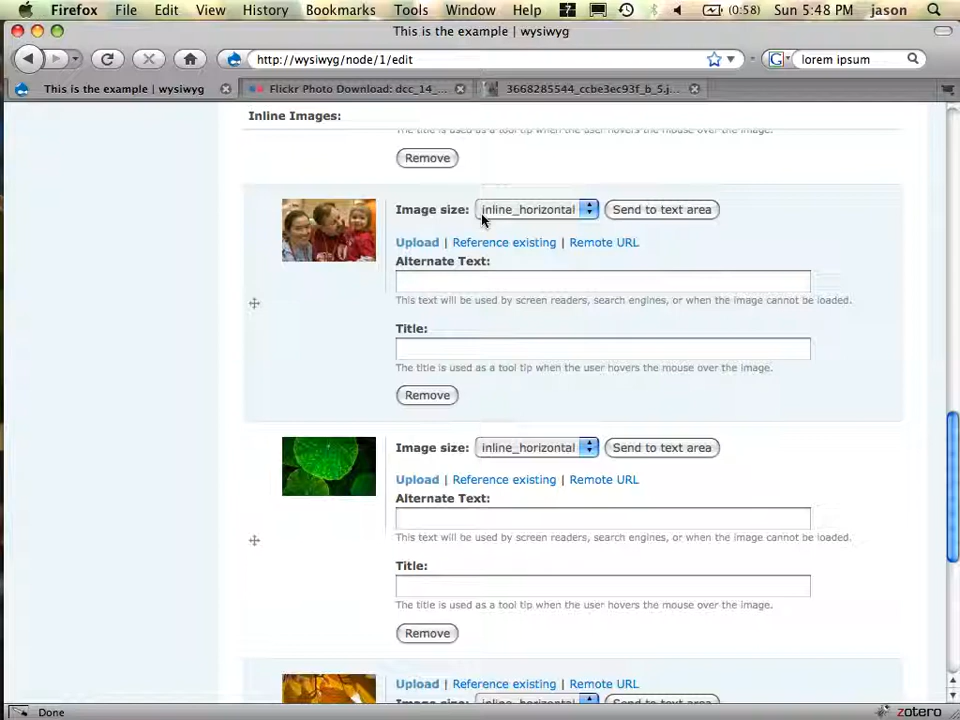 Firefox File Edit View History Bookmarks Tools Window Help (0:58) Sun 5:48 PM jason
This is the example | wysiwyg
http://wysiwyg/node/1/edit G lorem ipsum
This is the example | wysiwyg Flickr Photo Download: dcc_14_... 3668285544_ccbe3ec93f_b_5.j...
Inline Images:
The title is used as a tool tip when the user hovers the mouse over the image.
Remove
Image size: inline_horizontal Send to text area
Upload | Reference existing | Remote URL
Alternate Text:
This text will be used by screen readers, search engines, or when the image cannot be loaded.
Title:
The title is used as a tool tip when the user hovers the mouse over the image.
Remove
Image size: inline_horizontal Send to text area
Upload | Reference existing | Remote URL
Alternate Text:
This text will be used by screen readers, search engines, or when the image cannot be loaded.
Title:
The title is used as a tool tip when the user hovers the mouse over the image.
Remove
Upload | Reference existing | Remote URL
Image size: inline_horizontal Send to text area
Done zotero